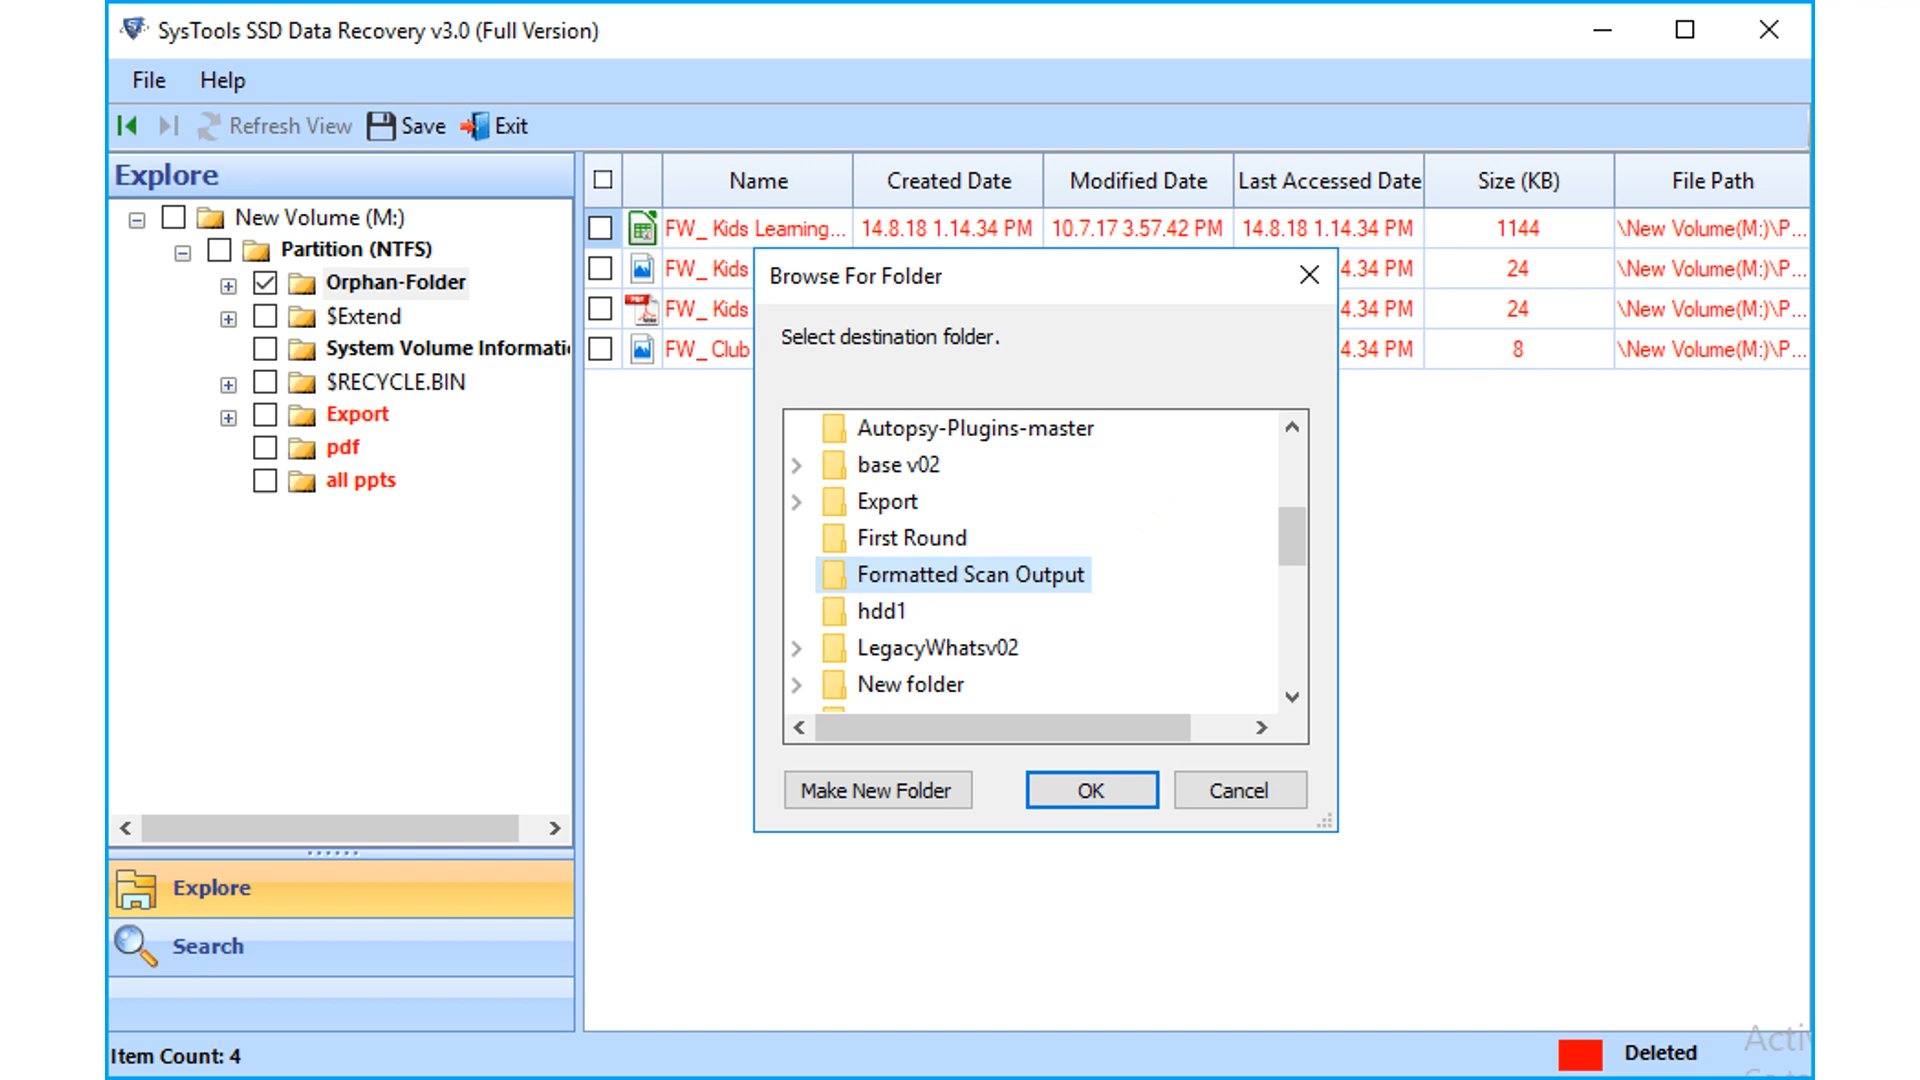 SysTools SSD Data Recovery v3.0 (Full Version)
File Help
Refresh View Save Exit
Explore
New Volume (M:)
Partition (NTFS)
Orphan-Folder
$Extend
System Volume Informati
$RECYCLE.BIN
Export
pdf
all ppts
Explore
Search
Item Count: 4
Name Created Date Modified Date Last Accessed Date Size (KB) File Path
FW_ Kids Learning... 14.8.18 1.14.34 PM 10.7.17 3.57.42 PM 14.8.18 1.14.34 PM 1144 \New Volume(M:)\P...
FW_ Kids 4.34 PM 24 \New Volume(M:)\P...
FW_ Kids 4.34 PM 24 \New Volume(M:)\P...
FW_ Club 4.34 PM 8 \New Volume(M:)\P...
Browse For Folder
Select destination folder.
Autopsy-Plugins-master
base v02
Export
First Round
Formatted Scan Output
hdd1
LegacyWhatsv02
New folder
Make New Folder OK Cancel
Deleted
Activ